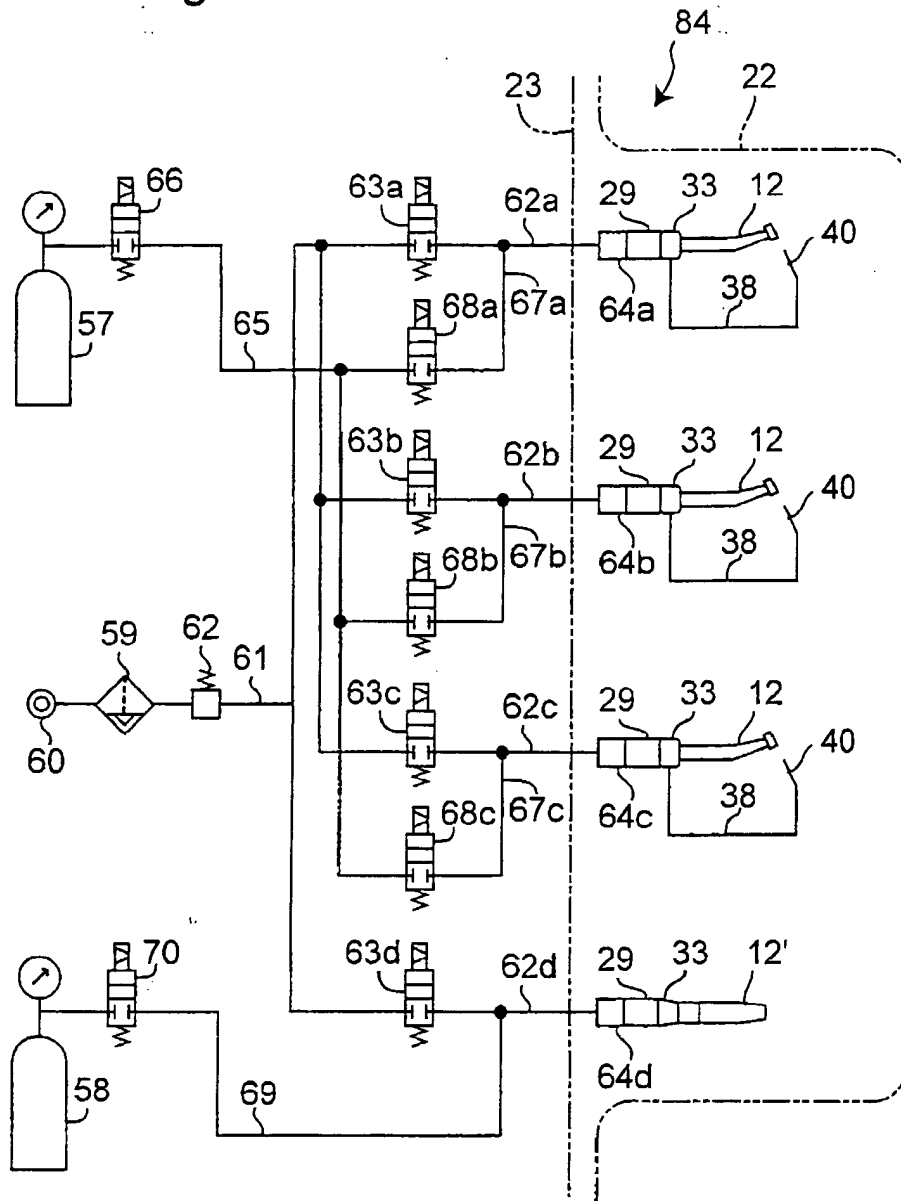 84
23 22
66 63a 62a 29 33 12
40
57 65 68a 67a 64a 38
63b 62b 29 33 12
40
68b 67b 64b 38
59 62 61
60
63c 62c 29 33 12
40
68c 67c 64c 38
70 63d 62d 29 33 12'
58 69 64d